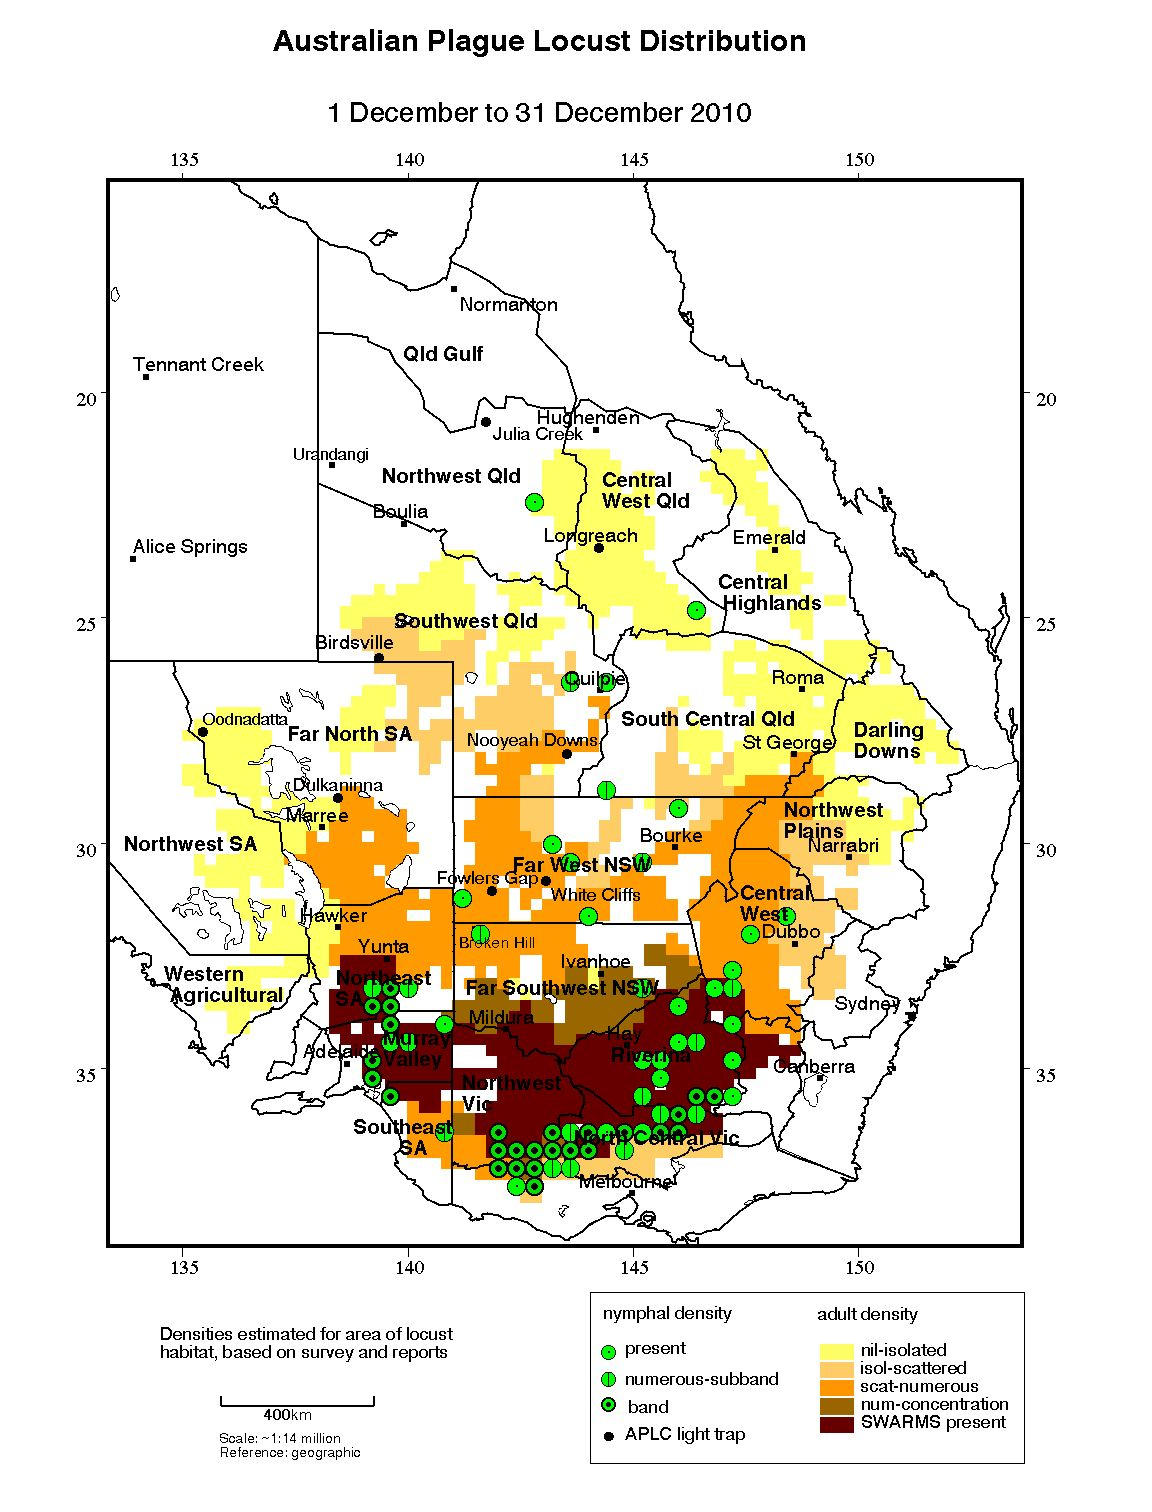 Australian Plague Locust Distribution
1 December to 31 December 2010
135 140 145 150
Normanton
Qld Gulf
Tennant Creek
20 20
Hughenden
Julia Creek
Urandangi
Northwest Qld
Central
West Qld
Boulia
Longreach
Emerald
Alice Springs
Central
Highlands
25 25
Southwest Qld
Birdsville
Quilpie
Roma
Oodnadatta
Far North SA
South Central Qld
Nooyeah Downs
St George
Darling
Downs
Dulkaninna
Marree
Northwest
Plains
Northwest SA
30 30
Bourke
Narrabri
Far West NSW
Fowlers Gap
White Cliffs
Central
West
Hawker
Dubbo
Yunta
Broken Hill
Ivanhoe
Western
Agricultural
Northeast
SA
Far Southwest NSW
Sydney
Mildura
Hay
Murray
Valley
Adelaide
Riverina
Canberra
35 35
Northwest
Vic
Southeast
SA
North Central Vic
Melbourne
135 140 145 150
Densities estimated for area of locust
habitat, based on survey and reports
400km
Scale: ~1:14 million
Reference: geographic
nymphal density
present
numerous-subband
band
APLC light trap
adult density
nil-isolated
isol-scattered
scat-numerous
num-concentration
SWARMS present